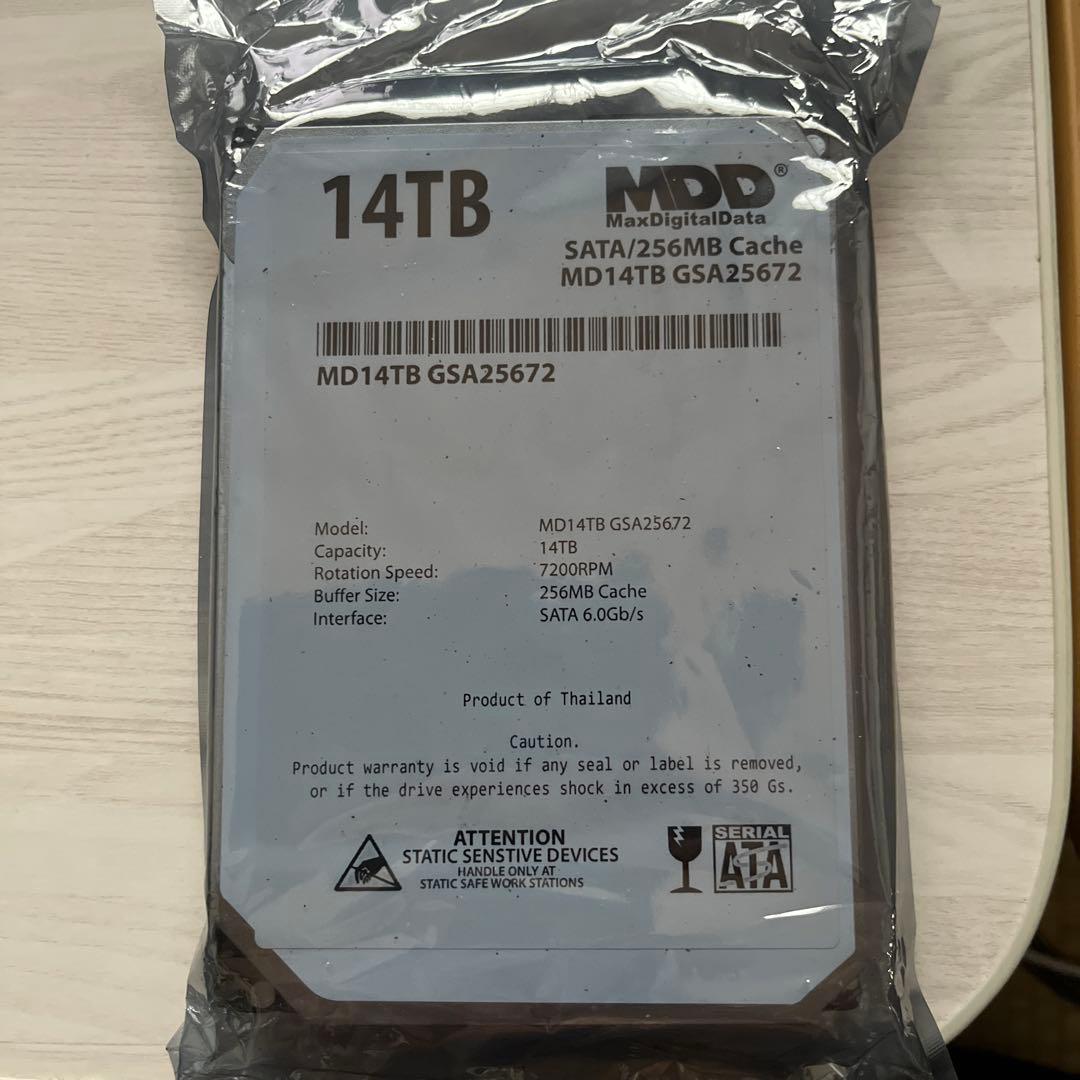 14TB
MDD®
MaxDigitalData
SATA/256MB Cache
MD14TB GSA25672
MD14TB GSA25672
Model: MD14TB GSA25672
Capacity: 14TB
Rotation Speed: 7200RPM
Buffer Size: 256MB Cache
Interface: SATA 6.0Gb/s
Product of Thailand
Caution.
Product warranty is void if any seal or label is removed,
or if the drive experiences shock in excess of 350 Gs.
ATTENTION
STATIC SENSTIVE DEVICES
HANDLE ONLY AT
STATIC SAFE WORK STATIONS
SERIAL
ATA